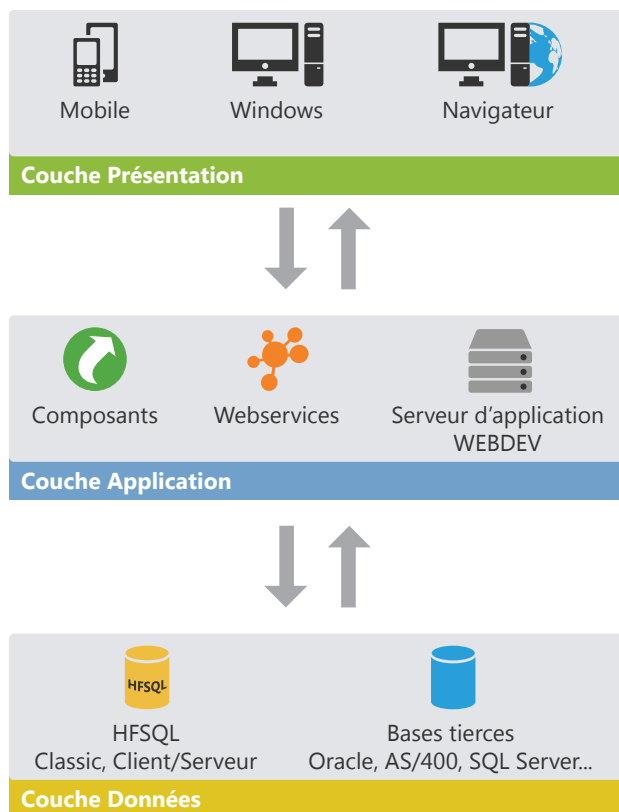 Mobile
Windows
Navigateur
Couche Présentation
Composants
Webservices
Serveur d'application
WEBDEV
Couche Application
HFSQL
HFSQL
Classic, Client/Serveur
Bases tierces
Oracle, AS/400, SQL Server...
Couche Données